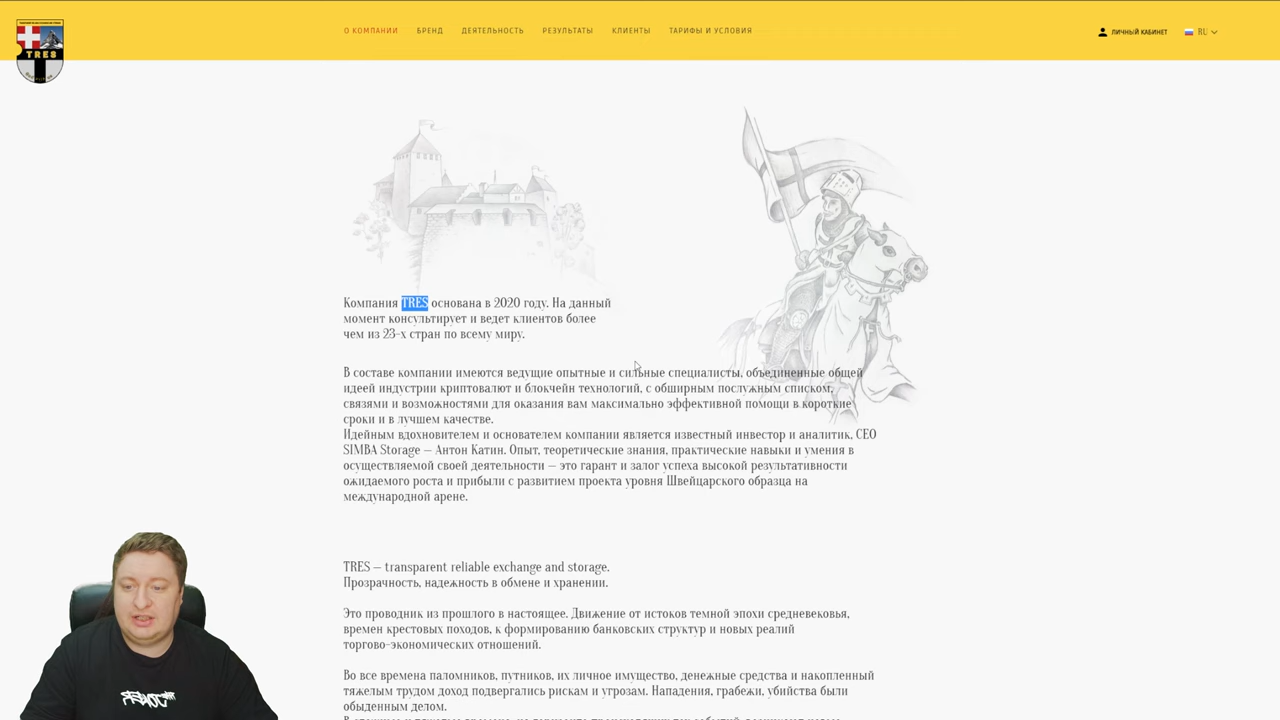 TRES
О КОМПАНИИ БРЕНД ДЕЯТЕЛЬНОСТЬ РЕЗУЛЬТАТЫ КЛИЕНТЫ ТАРИФЫ И УСЛОВИЯ
ЛИЧНЫЙ КАБИНЕТ RU
Компания TRES основана в 2020 году. На данный
момент консультирует и ведет клиентов более
чем из 23-х стран по всему миру.
В составе компании имеются ведущие опытные и сильные специалисты, объединенные общей
идеей индустрии криптовалют и блокчейн технологий, с обширным послужным списком,
связями и возможностями для оказания вам максимально эффективной помощи в короткие
сроки и в лучшем качестве.
Идейным вдохновителем и основателем компании является известный инвестор и аналитик, CEO
SIMBA Storage – Антон Катин. Опыт, теоретические знания, практические навыки и умения в
осуществляемой своей деятельности – это гарант и залог успеха высокой результативности
ожидаемого роста и прибыли с развитием проекта уровня Швейцарского образца на
международной арене.
TRES – transparent reliable exchange and storage.
Прозрачность, надежность в обмене и хранении.
Это проводник из прошлого в настоящее. Движение от истоков темной эпохи средневековья,
времен крестовых походов, к формированию банковских структур и новых реалий
торгово-экономических отношений.
Во все времена паломников, путников, их личное имущество, денежные средства и накопленный
тяжелым трудом доход подвергались рискам и угрозам. Нападения, грабежи, убийства были
обыденным делом.